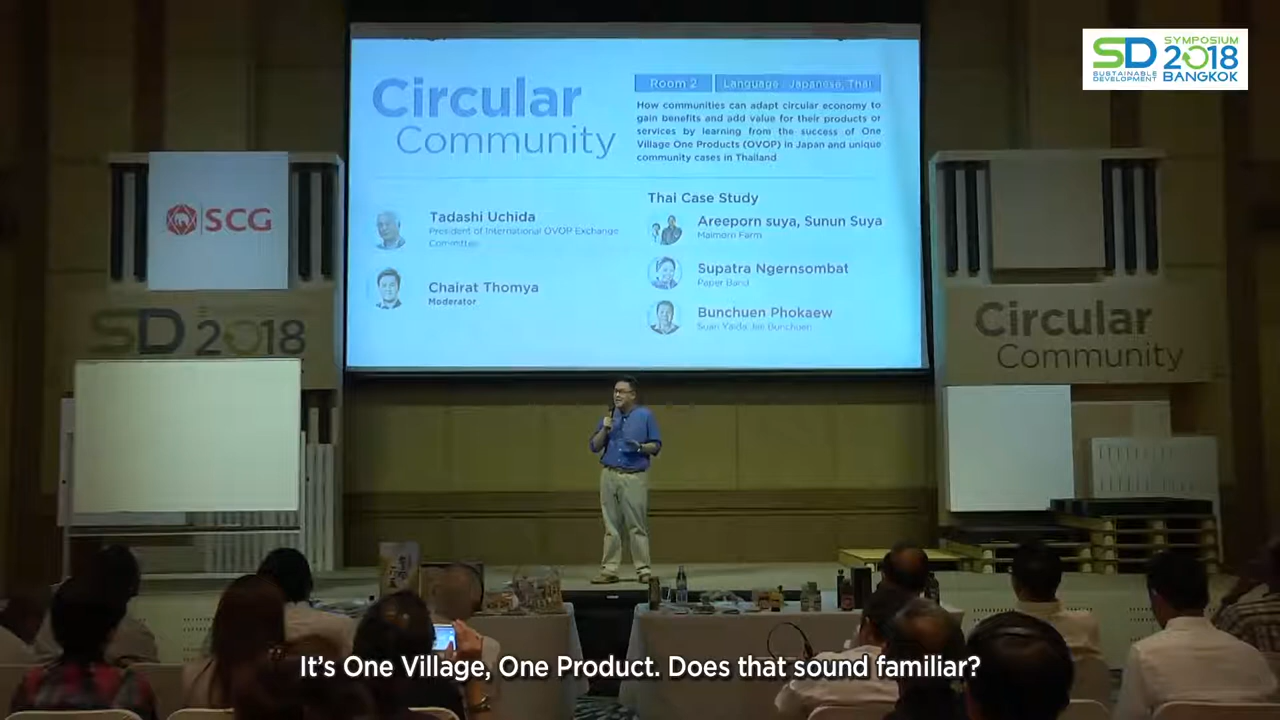 SD SYMPOSIUM 2018
SUSTAINABLE DEVELOPMENT BANGKOK
Circular
Community
Room 2
Language : Japanese, Thai
How communities can adapt circular economy to
gain benefits and add value for their products or
services by learning from the success of One
Village One Products (OVOP) in Japan and unique
community cases in Thailand
Tadashi Uchida
President of International OVOP Exchange
Committee
Chairat Thomya
Moderator
Thai Case Study
Areeporn suya, Sunun Suya
Maimorn Farm
Supatra Ngernsombat
Paper Band
Bunchuen Phokaew
SCG
SD 2018
Circular
Community
It's One Village, One Product. Does that sound familiar?